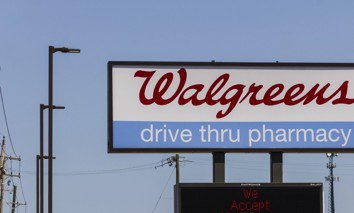 Walgreens
drive thru pharmacy
We
Accept